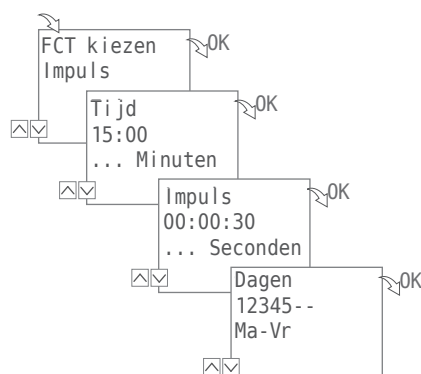 FCT kiezen
OK
Impuls
Tijd
OK
15:00
... Minuten
Impuls
OK
00:00:30
... Seconden
Dagen
OK
12345--
Ma-Vr